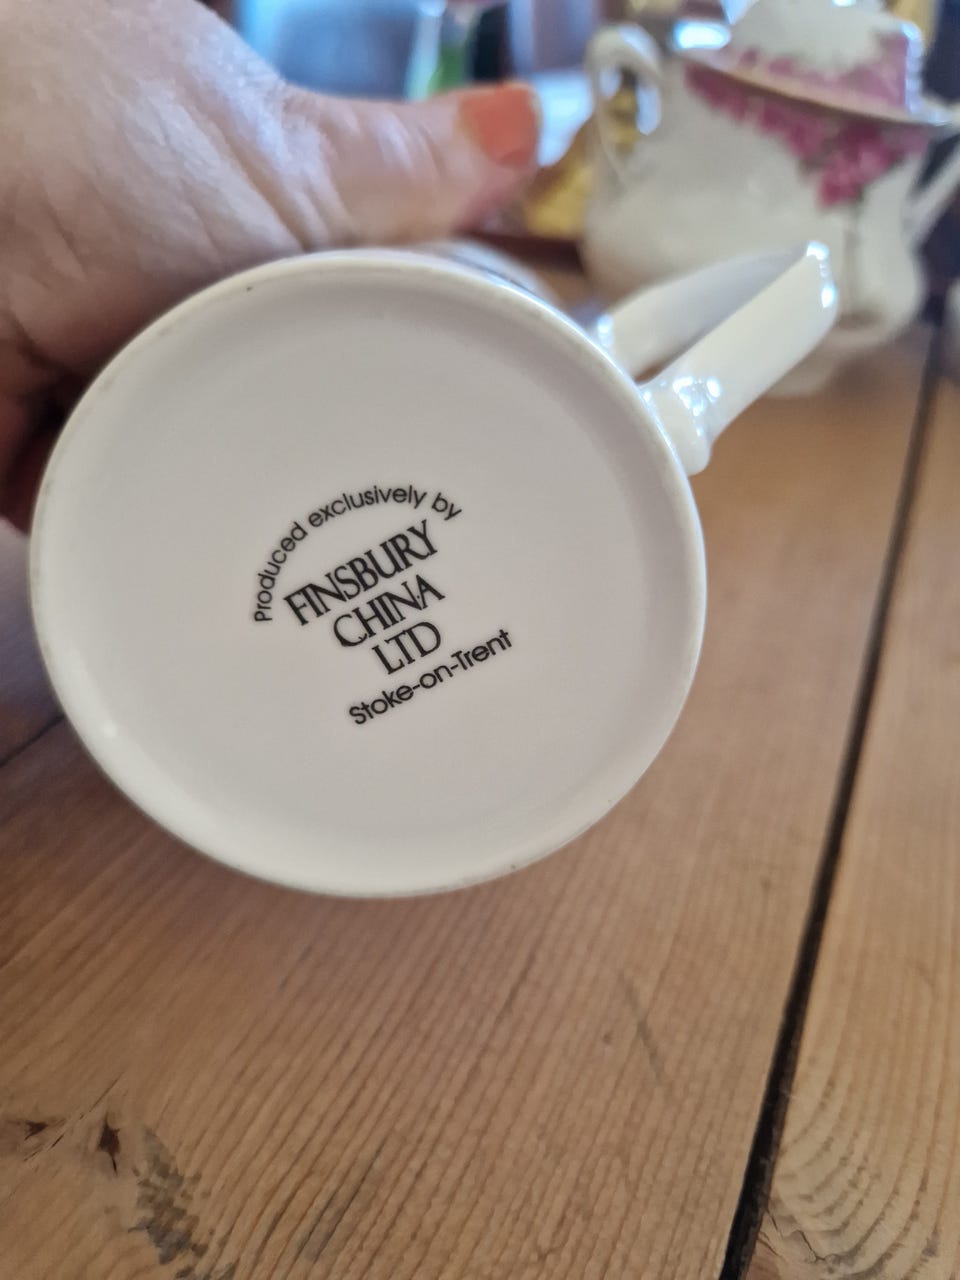 Produced exclusively by
FINSBURY
CHINA
LTD
Stoke-on-Trent